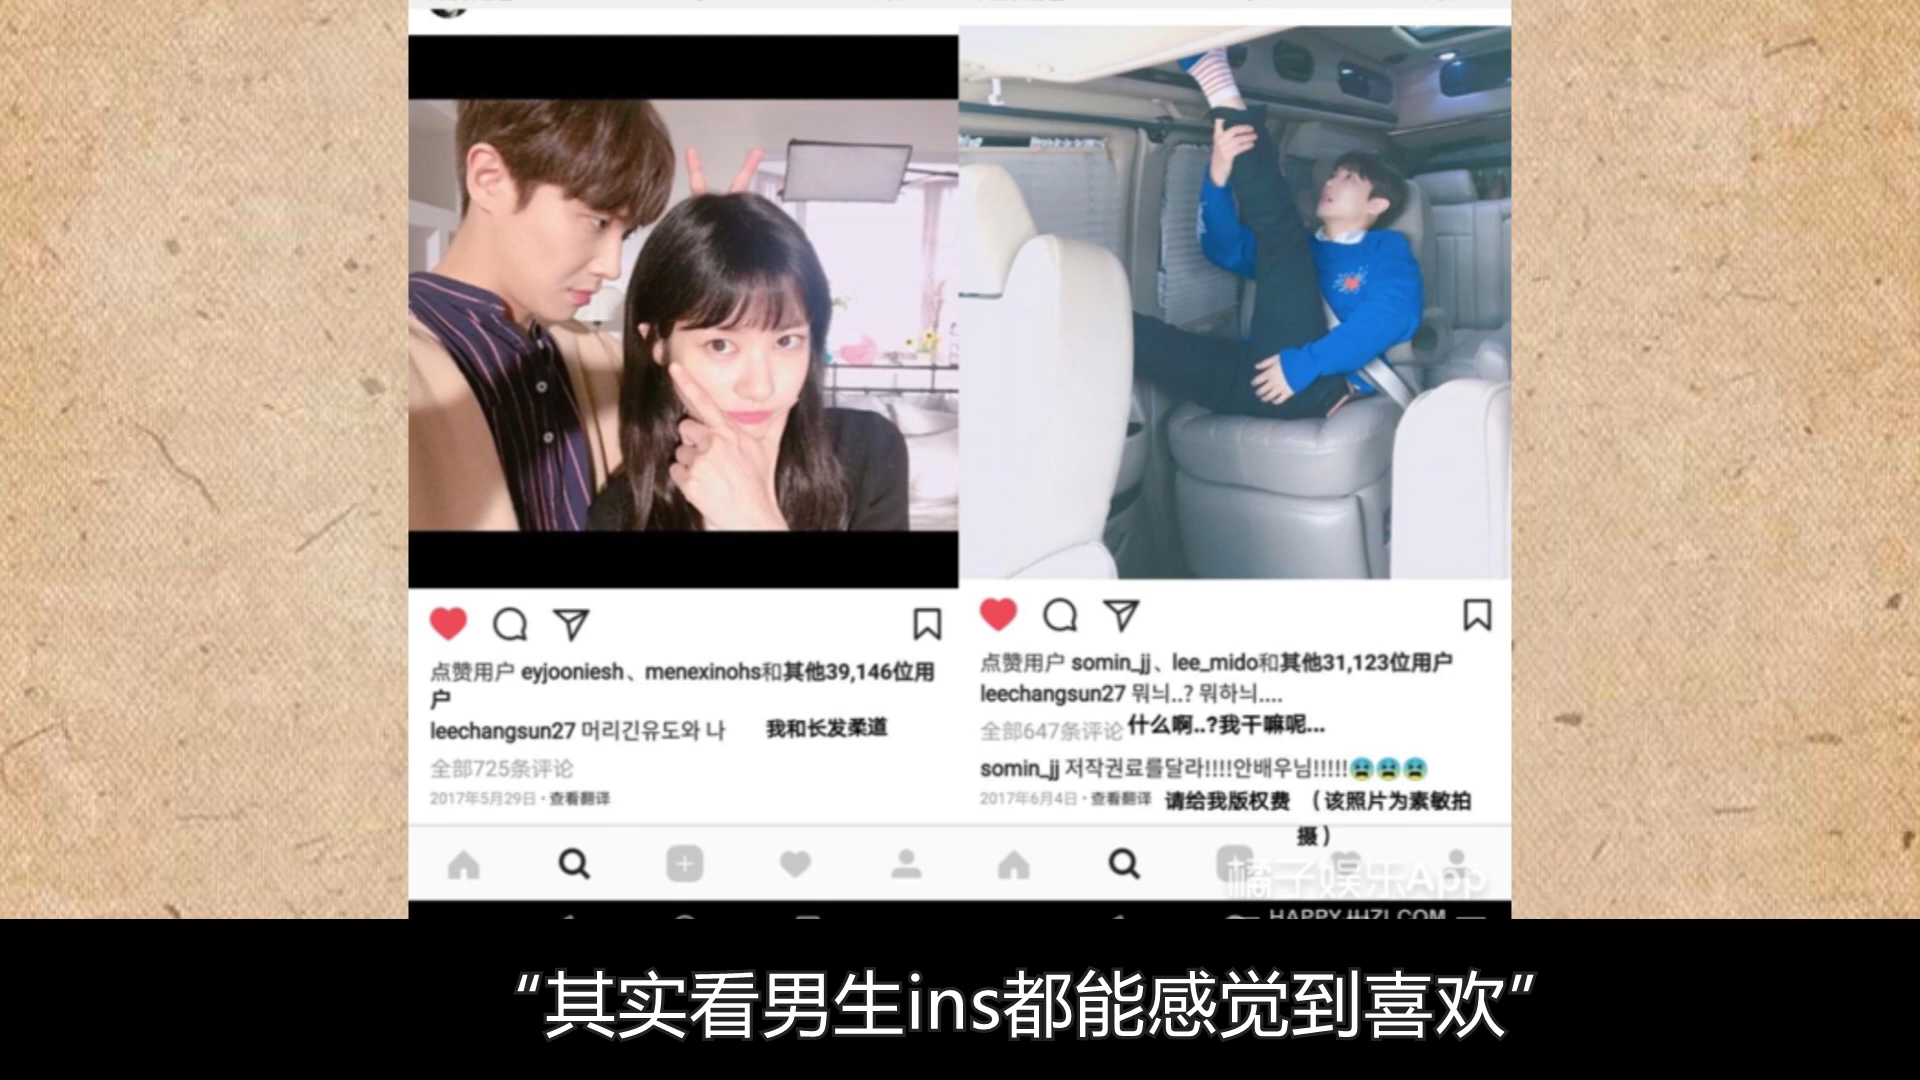 点赞用户 eyjooniesh、menexinohs和其他39,146位用
户
leechangsun27 머리긴유도와 나 我和长发柔道
全部725条评论
2017年5月29日 · 查看翻译
点赞用户 somin_jj、lee_mido和其他31,123位用户
leechangsun27 뭐늬..? 뭐하늬....
全部647条评论 什么啊..?我干嘛呢...
somin_jj 저작권료를달라!!!!안배우님!!!!!😨😨😨
2017年6月4日 · 查看翻译 请给我版权费 （该照片为素敏拍
摄）
橘子娱乐App
HAPPYJUZI.COM
“其实看男生ins都能感觉到喜欢”